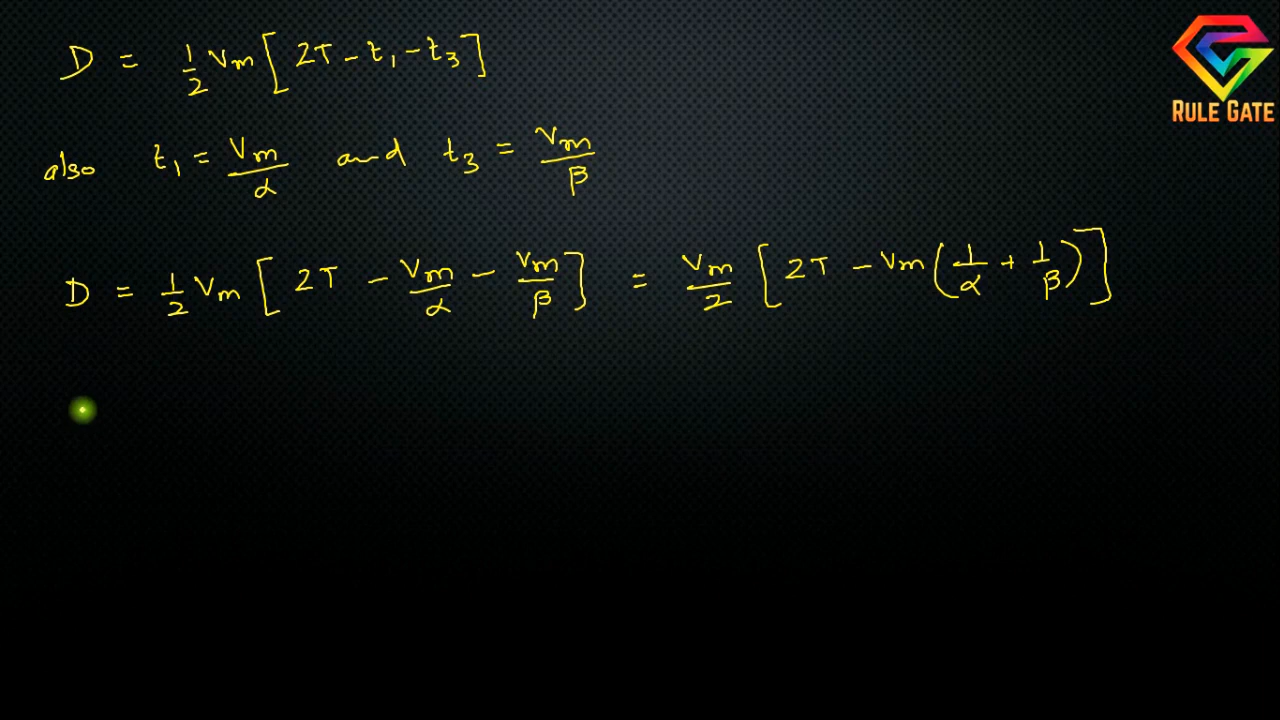 D = 1/2 Vm [ 2T - t₁ - t₃ ]
RULE GATE
also t₁ = Vm/α and t₃ = Vm/β
D = 1/2 Vm [ 2T - Vm/α - Vm/β ] = Vm/2 [ 2T - Vm ( 1/α + 1/β ) ]